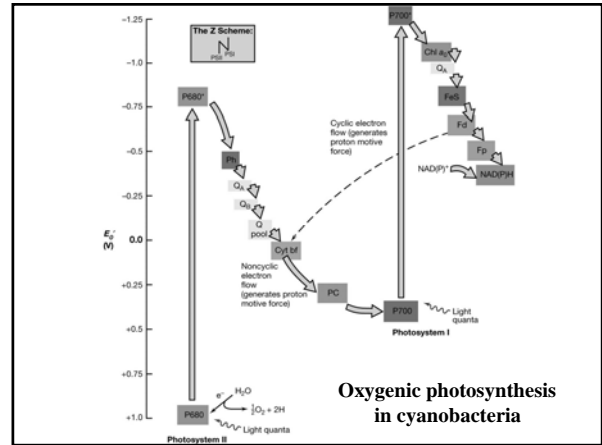 −1.25
−1.0
−0.75
−0.5
−0.25
0.0
+0.25
+0.5
+0.75
+1.0
E0′
(V)
The Z Scheme:
PSII
PSI
P680*
Ph
QA
QB
Q
pool
Cyt bf
Noncyclic
electron
flow
(generates proton
motive force)
PC
P680
e−
H2O
½O2 + 2H
Light quanta
Photosystem II
P700*
Chl a0
QA
FeS
Fd
Fp
NAD(P)+
NAD(P)H
Cyclic electron
flow (generates
proton motive
force)
P700
Light
quanta
Photosystem I
Oxygenic photosynthesis
in cyanobacteria